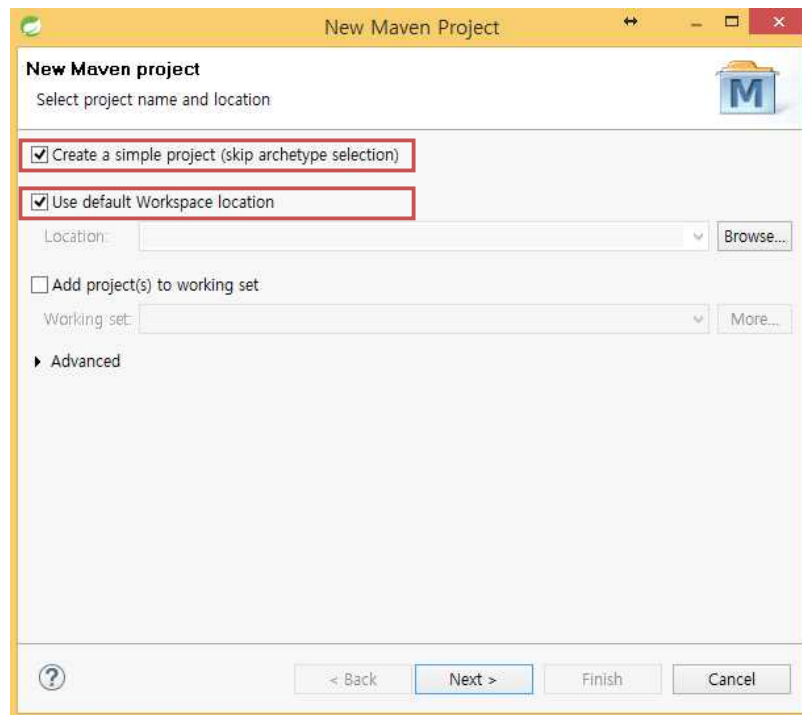 New Maven Project
New Maven project
M
Select project name and location
Create a simple project (skip archetype selection)
Use default Workspace location
Location:
Browse...
Add project(s) to working set
Working set:
More...
Advanced
?
< Back Next > Finish Cancel